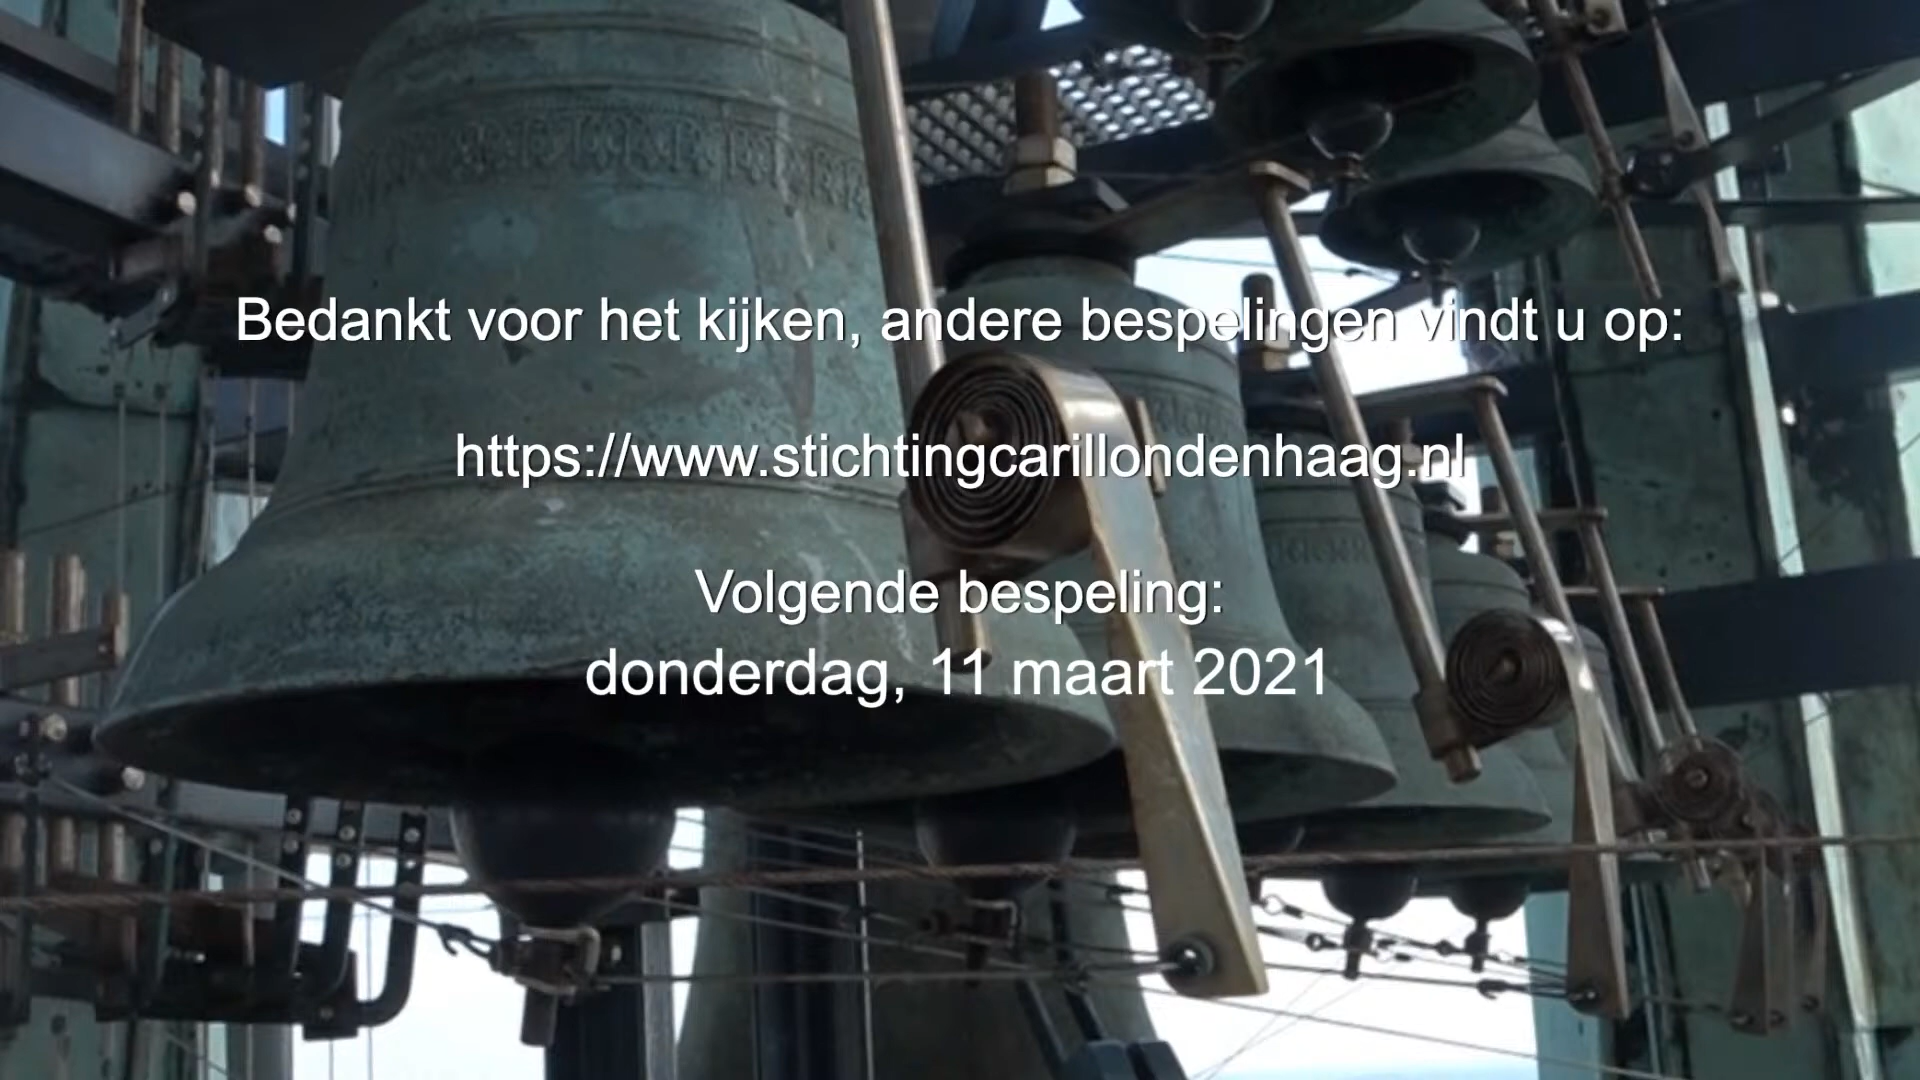 Bedankt voor het kijken, andere bespelingen vindt u op:
https://www.stichtingcarillondenhaag.nl
Volgende bespeling:
donderdag, 11 maart 2021